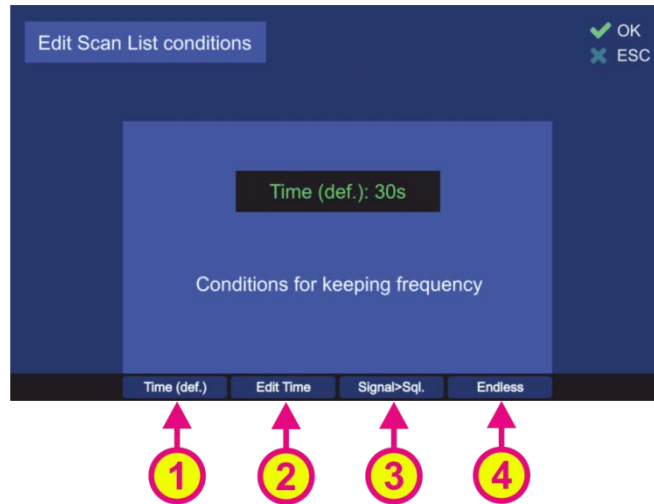 Edit Scan List conditions
OK
ESC
Time (def.): 30s
Conditions for keeping frequency
Time (def.) Edit Time Signal>Sql. Endless
1 2 3 4